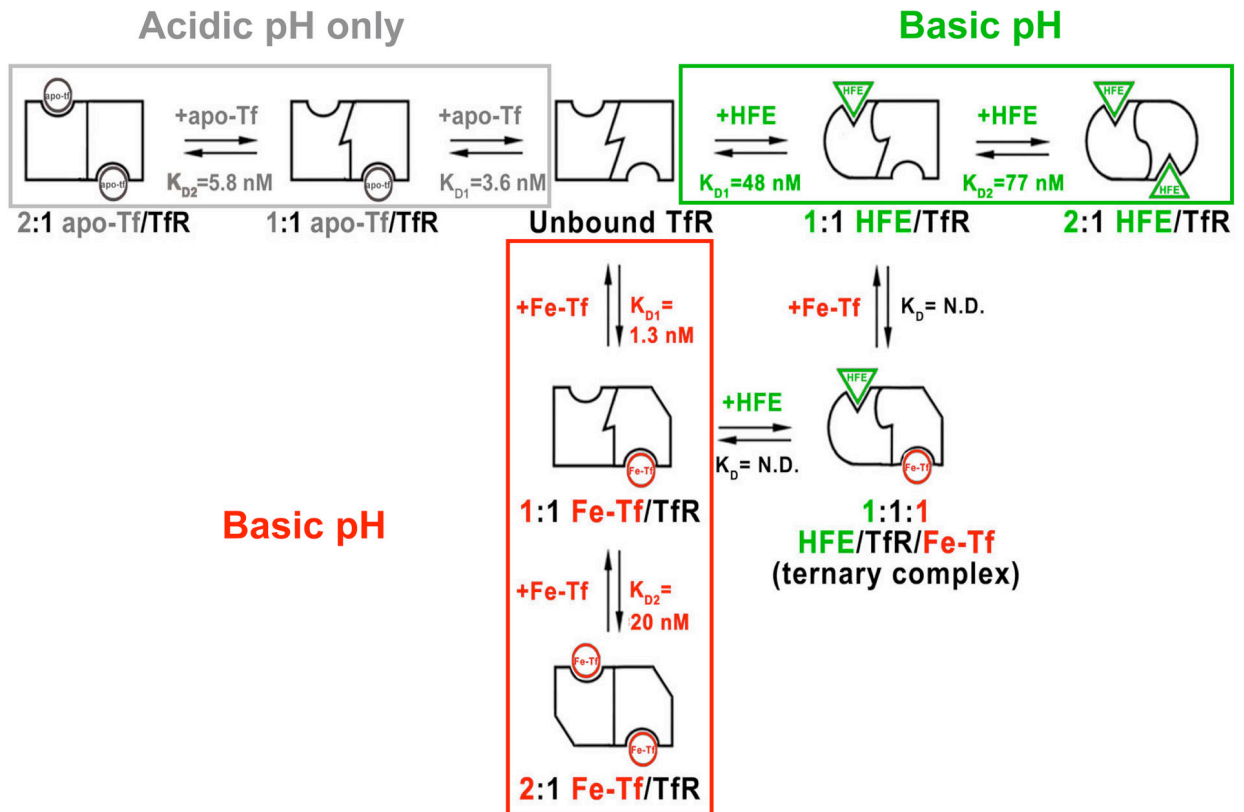 Acidic pH only
Basic pH
apo-tf
+apo-Tf
+apo-Tf
+HFE
HFE
+HFE
HFE
KD2=5.8 nM
apo-tf
apo-tf
KD1=3.6 nM
KD1=48 nM
KD2=77 nM
HFE
2:1 apo-Tf/TfR
1:1 apo-Tf/TfR
Unbound TfR
1:1 HFE/TfR
2:1 HFE/TfR
+Fe-Tf
KD1=
1.3 nM
+Fe-Tf
KD= N.D.
HFE
+HFE
KD= N.D.
Fe-Tf
Fe-Tf
1:1 Fe-Tf/TfR
1:1:1
HFE/TfR/Fe-Tf
(ternary complex)
Basic pH
+Fe-Tf
KD2=
20 nM
Fe-Tf
Fe-Tf
2:1 Fe-Tf/TfR